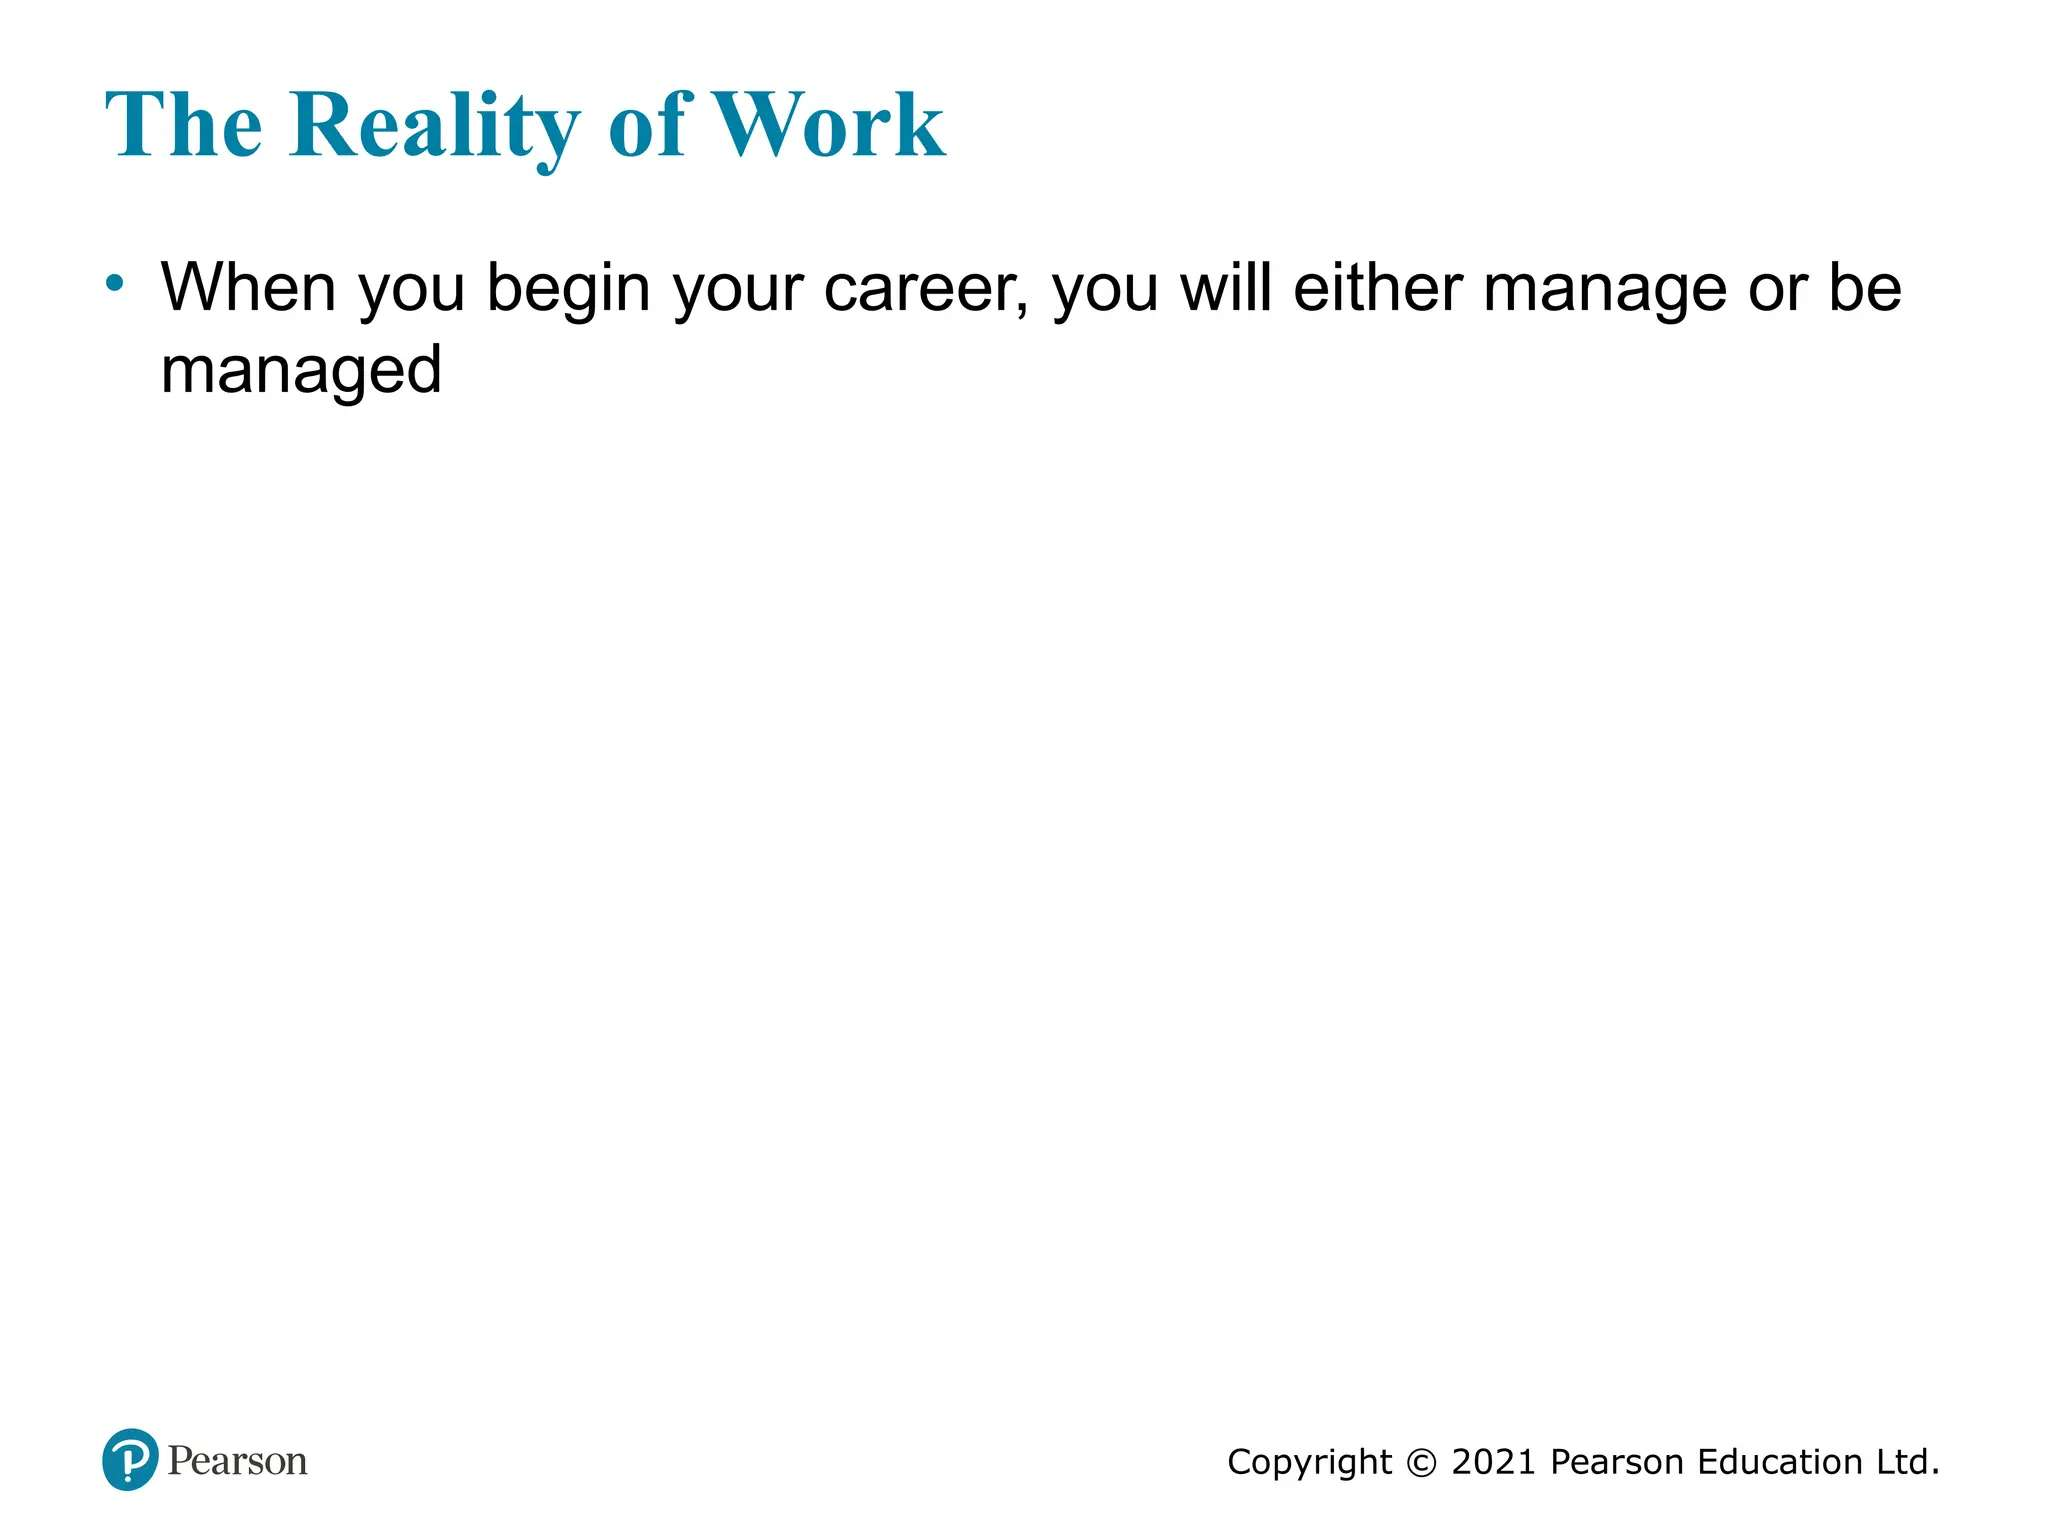 The Reality of Work
• When you begin your career, you will either manage or be
managed
Pearson
Copyright © 2021 Pearson Education Ltd.